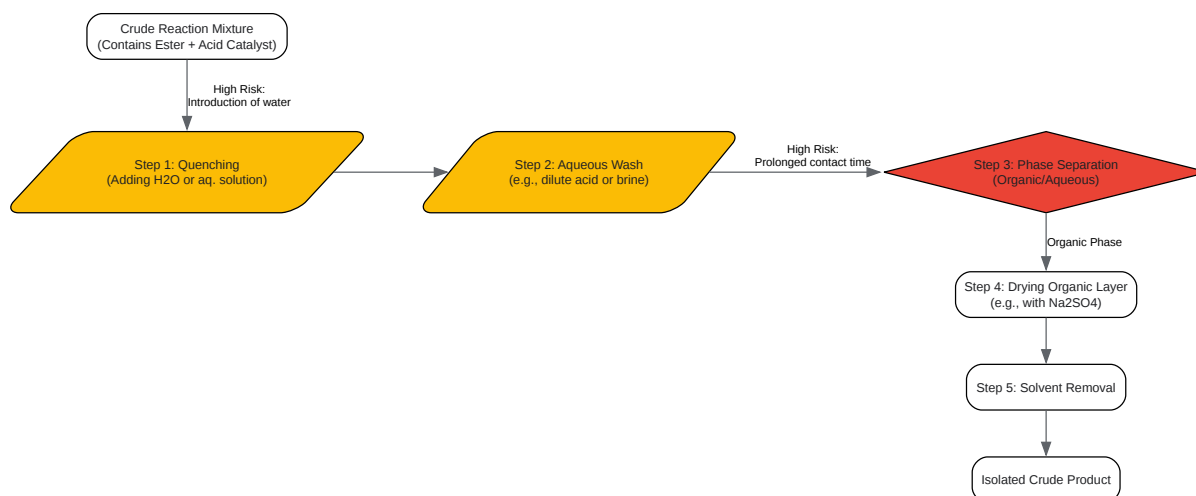 Crude Reaction Mixture
(Contains Ester + Acid Catalyst)
High Risk:
Introduction of water
Step 1: Quenching
(Adding H2O or aq. solution)
Step 2: Aqueous Wash
(e.g., dilute acid or brine)
High Risk:
Prolonged contact time
Step 3: Phase Separation
(Organic/Aqueous)
Organic Phase
Step 4: Drying Organic Layer
(e.g., with Na2SO4)
Step 5: Solvent Removal
Isolated Crude Product